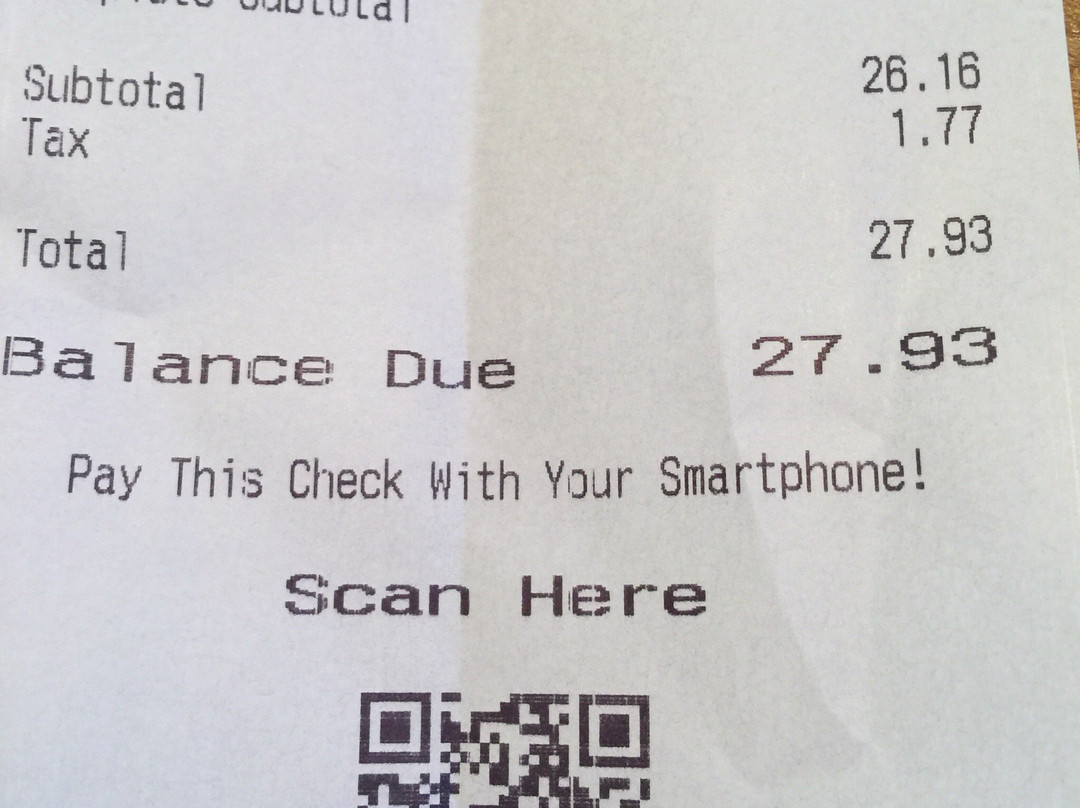 Subtotal
Subtotal 26.16
Tax 1.77
Total 27.93
Balance Due 27.93
Pay This Check With Your Smartphone!
Scan Here